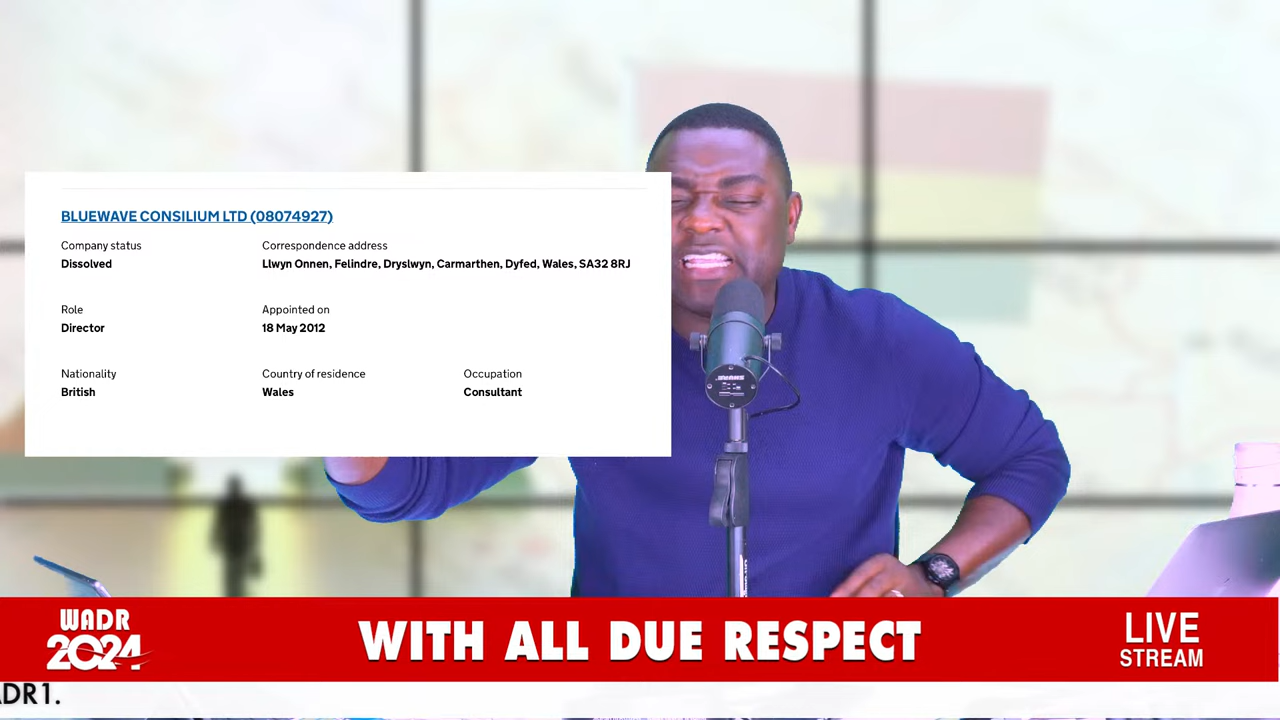 BLUEWAVE CONSILIUM LTD (08074927)
Company status
Correspondence address
Dissolved
Llwyn Onnen, Felindre, Dryslwyn, Carmarthen, Dyfed, Wales, SA32 8RJ
Role
Appointed on
Director
18 May 2012
Nationality
Country of residence
Occupation
British
Wales
Consultant
WADR
2024
WITH ALL DUE RESPECT
LIVE
STREAM
ADR1.